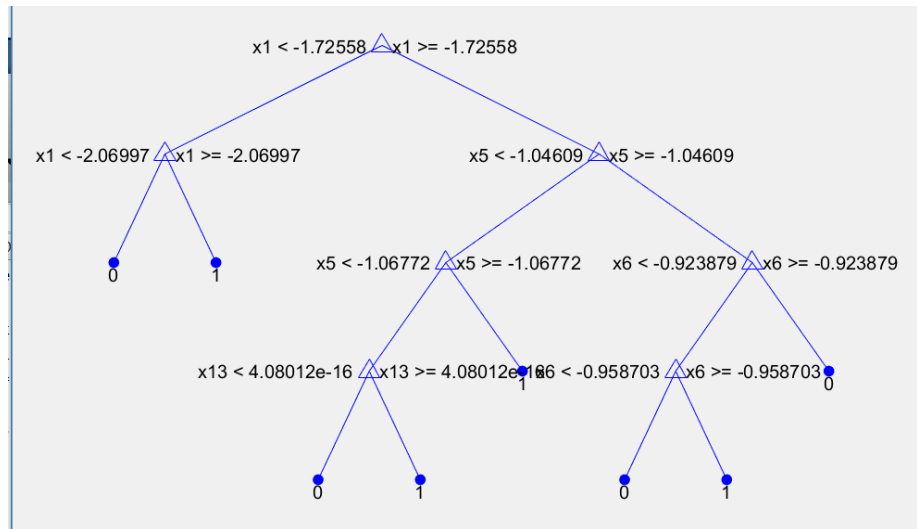 x1 < -1.72558 x1 >= -1.72558
x1 < -2.06997 x1 >= -2.06997 x5 < -1.04609 x5 >= -1.04609
0 1 x5 < -1.06772 x5 >= -1.06772 x6 < -0.923879 x6 >= -0.923879
x13 < 4.08012e-16 x13 >= 4.08012e-16 1 x6 < -0.958703 x6 >= -0.958703 0
0 1 0 1